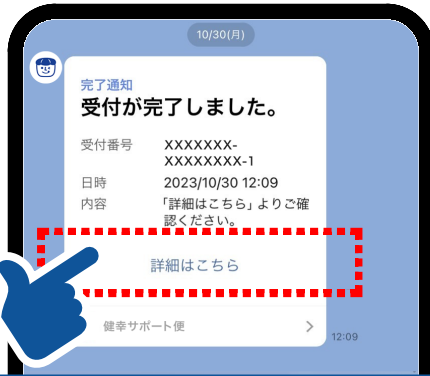 10/30(月)
完了通知
受付が完了しました。
受付番号 XXXXXXX-
XXXXXXXX-1
日時 2023/10/30 12:09
内容 「詳細はこちら」よりご確
認ください。
詳細はこちら
健幸サポート便
12:09